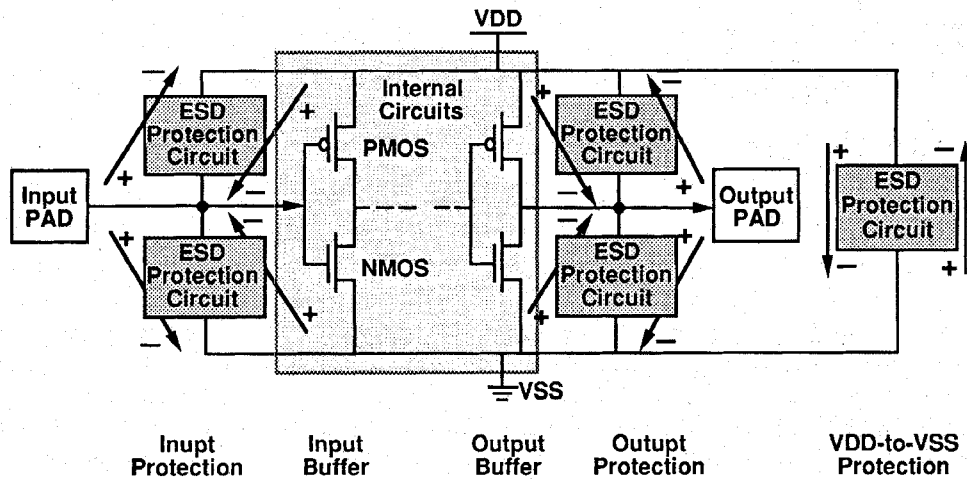 VDD
Internal
Circuits
ESD
Protection
Circuit
PMOS
ESD
Protection
Circuit
Input
PAD
Output
PAD
ESD
Protection
Circuit
ESD
Protection
Circuit
NMOS
ESD
Protection
Circuit
VSS
Inupt
Protection
Input
Buffer
Output
Buffer
Outupt
Protection
VDD-to-VSS
Protection